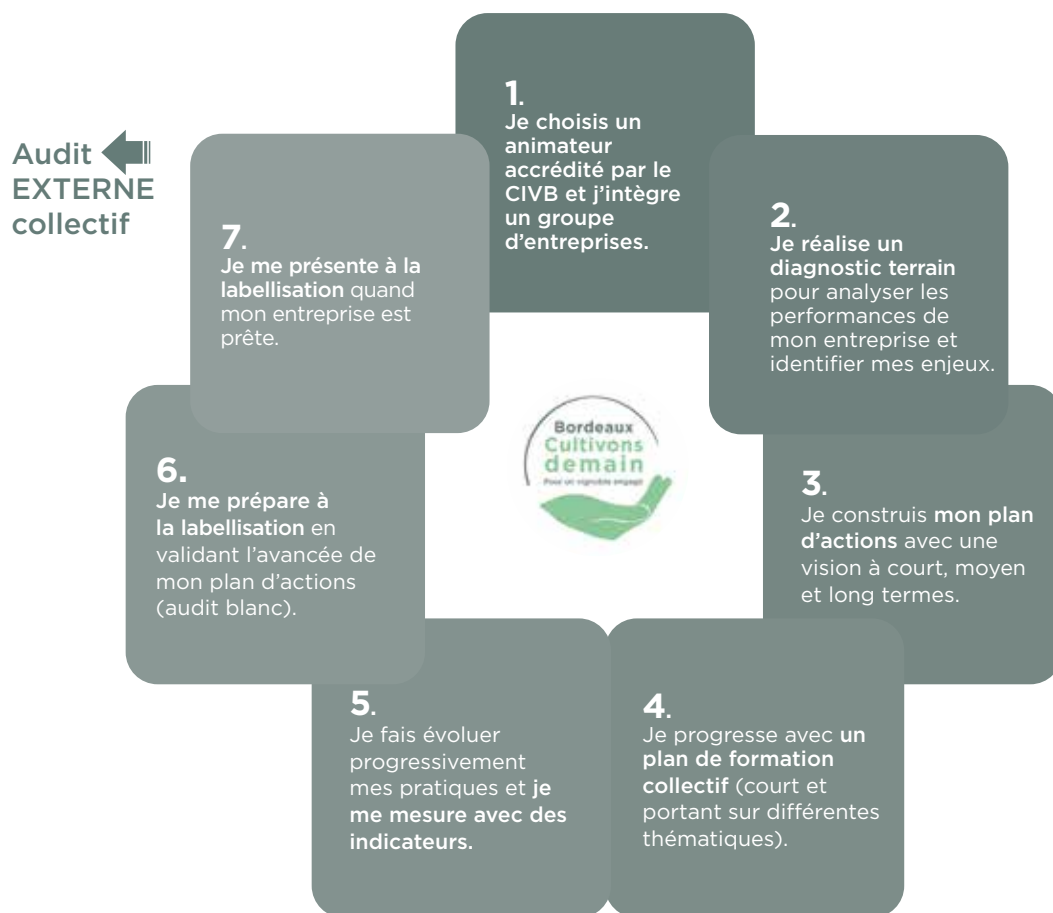 1.
Je choisis un
animateur
accrédité par le
CIVB et j’intègre
un groupe
d’entreprises.
2.
Je réalise un
diagnostic terrain
pour analyser les
performances de
mon entreprise et
identifier mes enjeux.
3.
Je construis mon plan
d’actions avec une
vision à court, moyen
et long termes.
4.
Je progresse avec un
plan de formation
collectif (court et
portant sur différentes
thématiques).
5.
Je fais évoluer
progressivement
mes pratiques et je
me mesure avec des
indicateurs.
6.
Je me prépare à
la labellisation en
validant l’avancée de
mon plan d’actions
(audit blanc).
7.
Je me présente à la
labellisation quand
mon entreprise est
prête.
Audit
EXTERNE
collectif
Bordeaux
Cultivons
demain
Pour un vignoble engagé